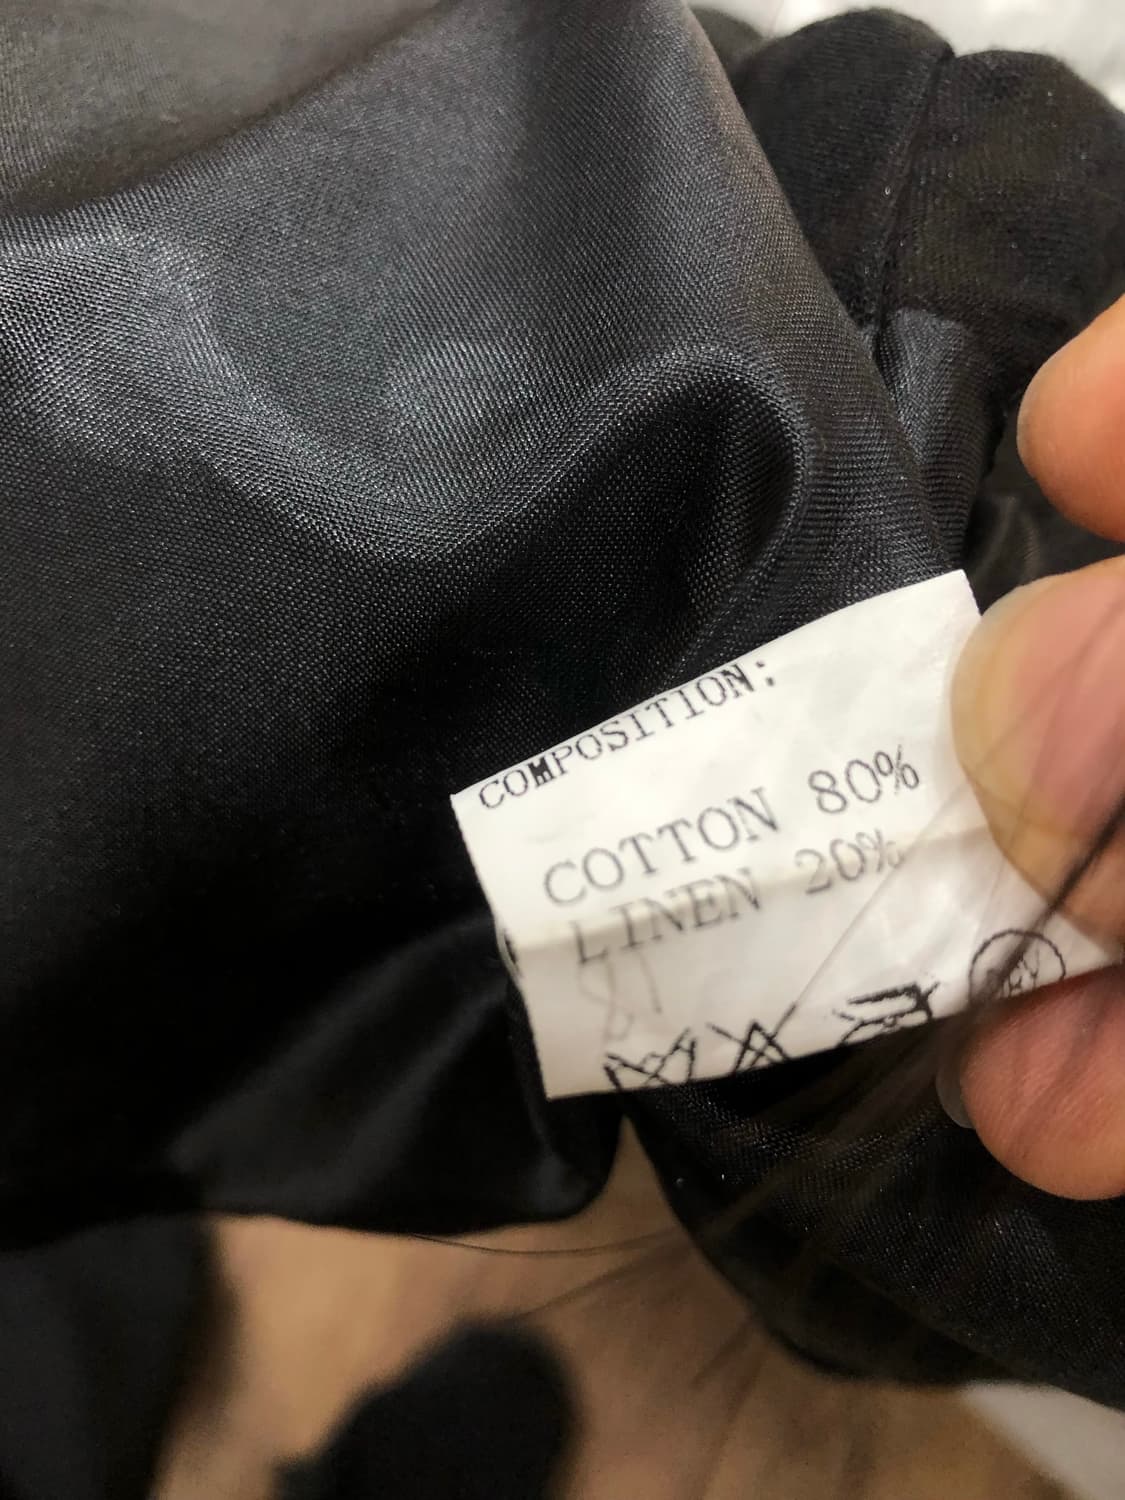 COMPOSITION:
COTTON 80%
LINEN 20%